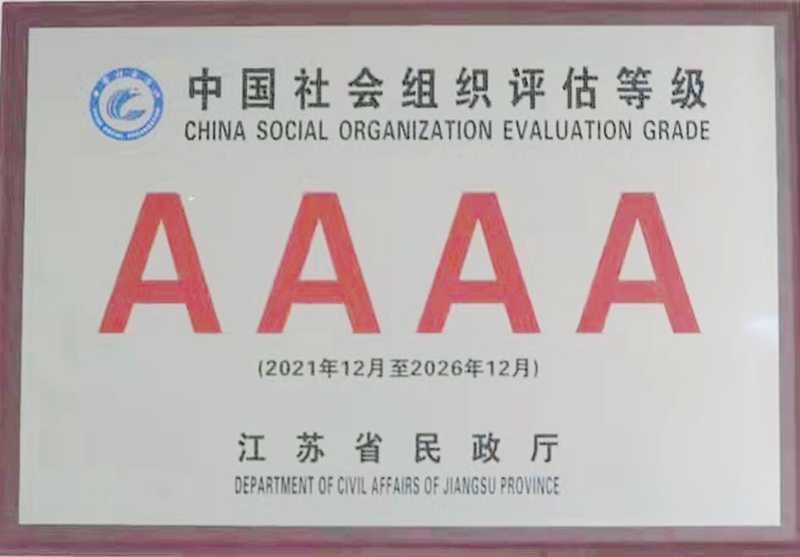 中国社会组织评估等级
CHINA SOCIAL ORGANIZATION EVALUATION GRADE
AAAA
(2021年12月至2026年12月)
江苏省民政厅
DEPARTMENT OF CIVIL AFFAIRS OF JIANGSU PROVINCE